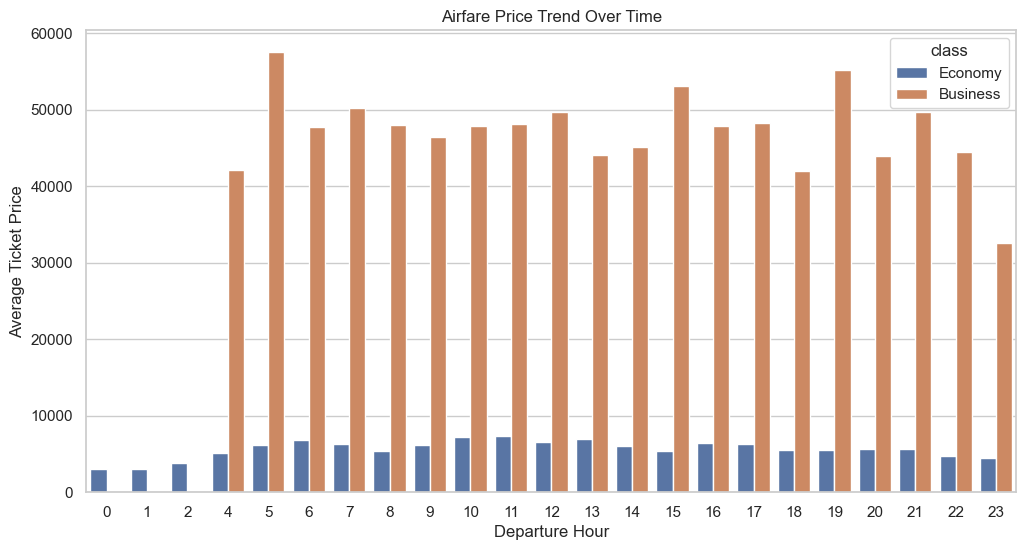 Airfare Price Trend Over Time
class
Economy
Business
60000
50000
40000
30000
20000
10000
0
Average Ticket Price
0 1 2 4 5 6 7 8 9 10 11 12 13 14 15 16 17 18 19 20 21 22 23
Departure Hour